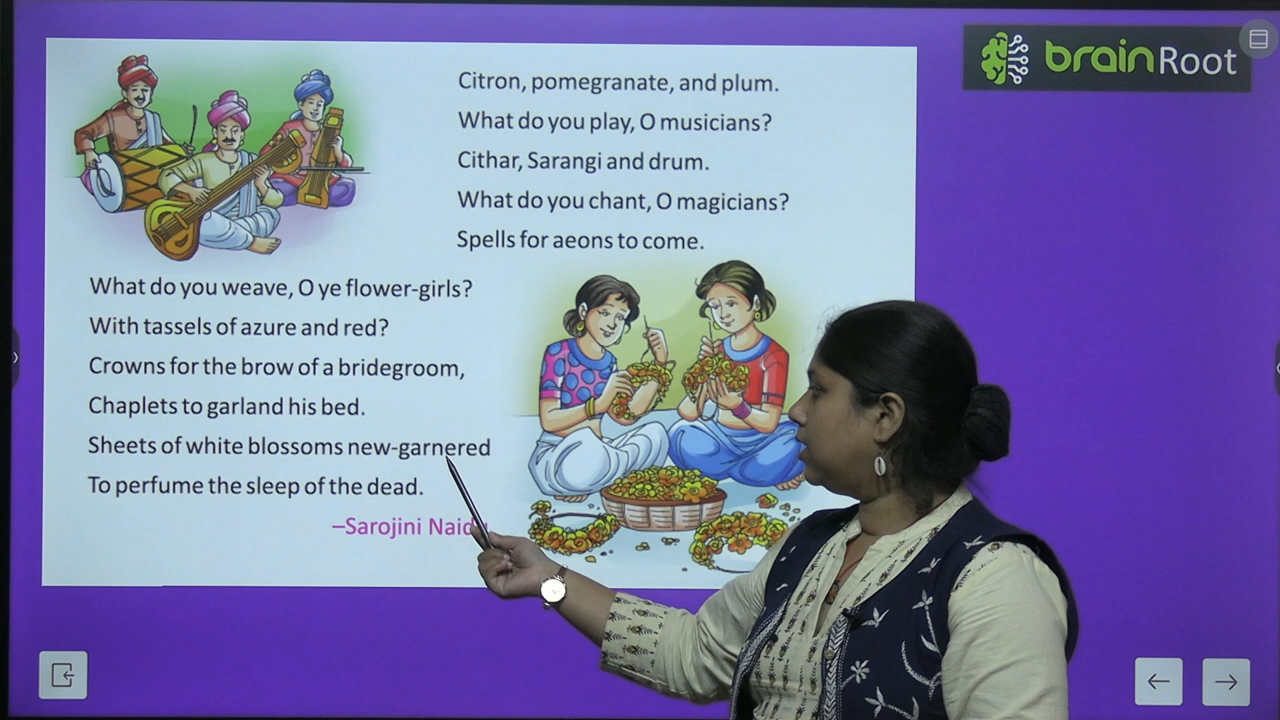 brainRoot
Citron, pomegranate, and plum.
What do you play, O musicians?
Cithar, Sarangi and drum.
What do you chant, O magicians?
Spells for aeons to come.
What do you weave, O ye flower-girls?
With tassels of azure and red?
Crowns for the brow of a bridegroom,
Chaplets to garland his bed.
Sheets of white blossoms new-garnered
To perfume the sleep of the dead.
–Sarojini Naidu